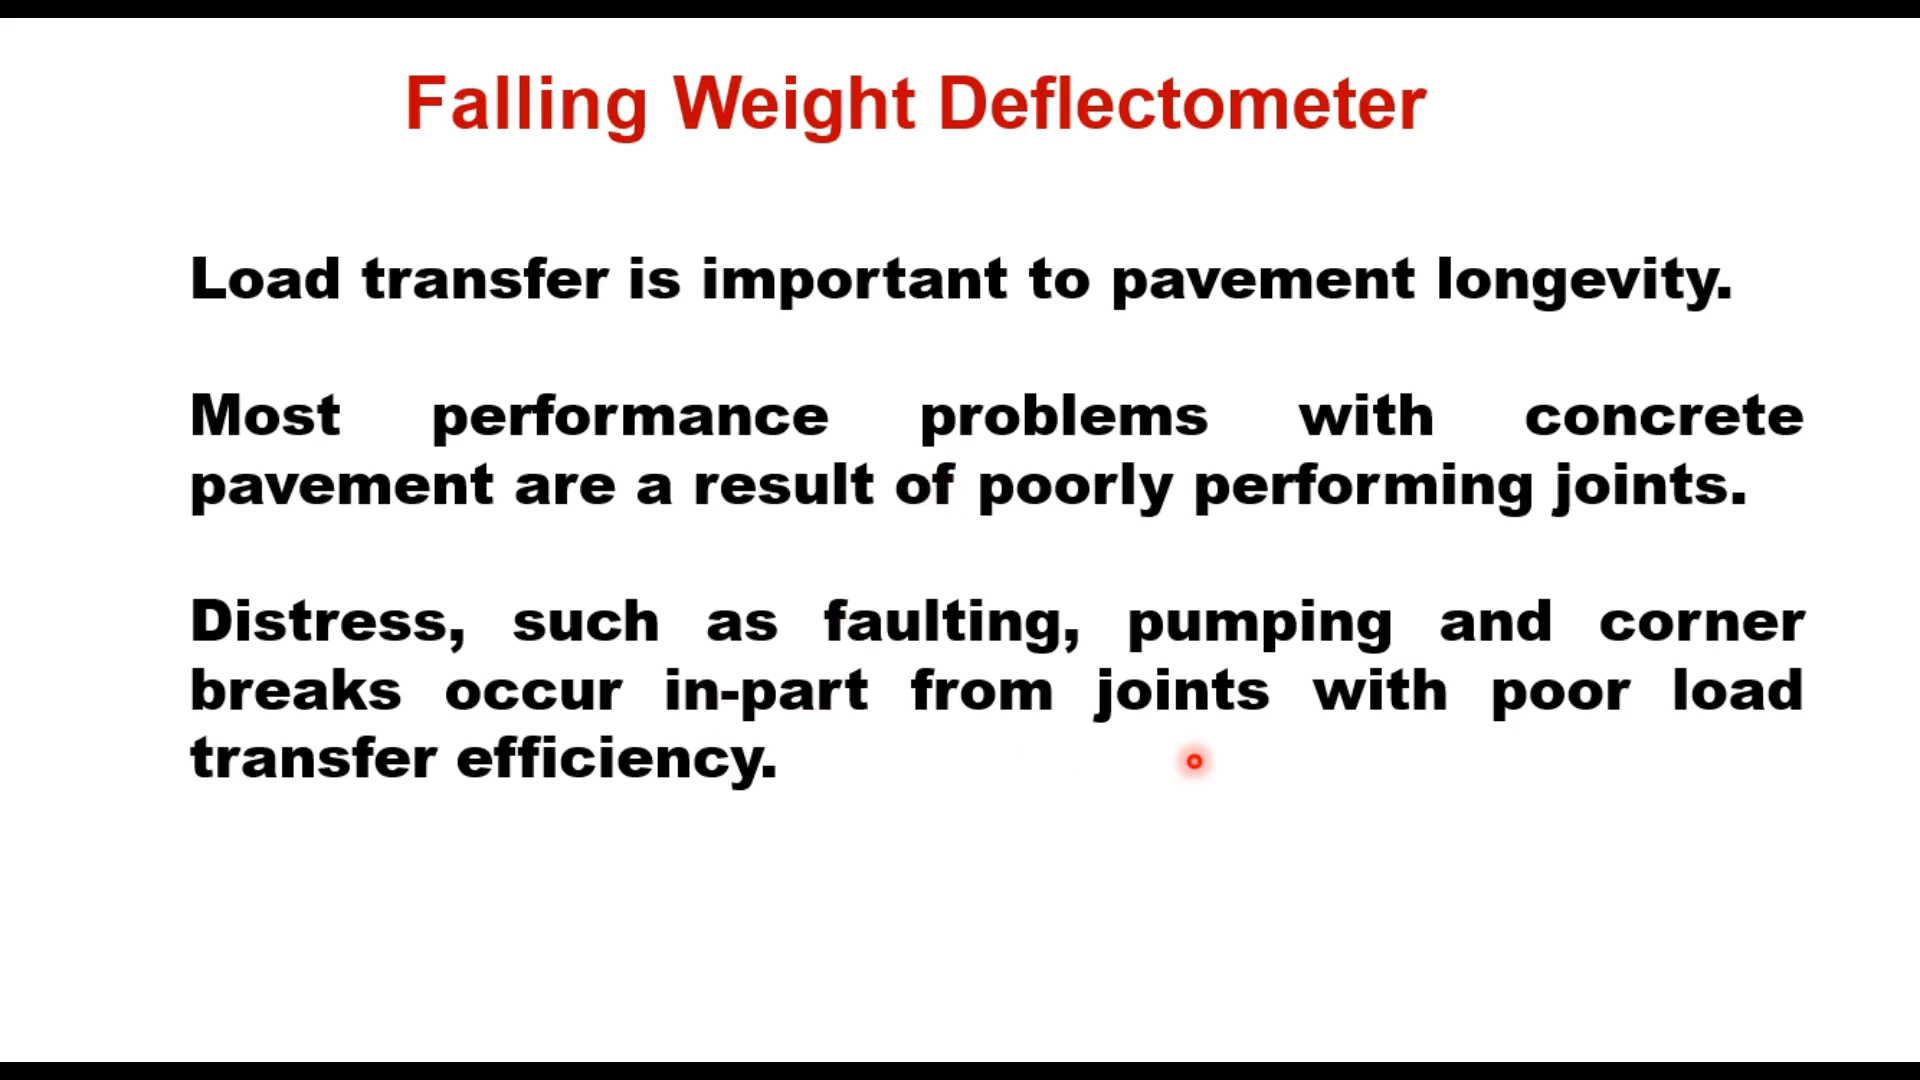 Falling Weight Deflectometer
Load transfer is important to pavement longevity.
Most performance problems with concrete
pavement are a result of poorly performing joints.
Distress, such as faulting, pumping and corner
breaks occur in-part from joints with poor load
transfer efficiency.